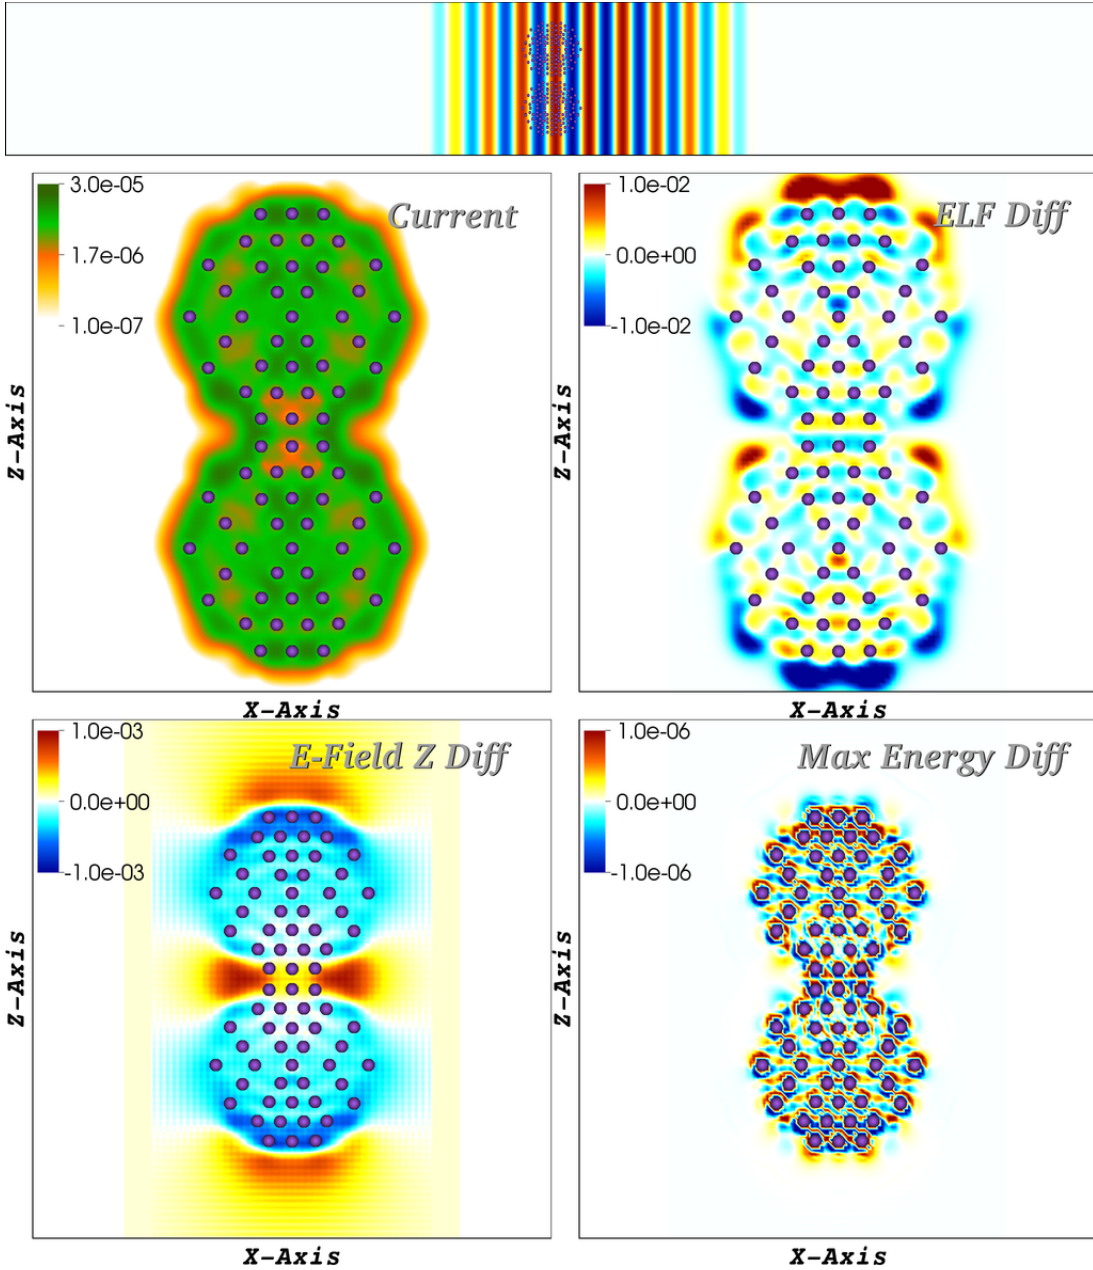 3.0e-05
Current
1.7e-06
1.0e-07
Z-Axis
X-Axis
1.0e-02
ELF Diff
0.0e+00
-1.0e-02
Z-Axis
X-Axis
1.0e-03
E-Field Z Diff
0.0e+00
-1.0e-03
Z-Axis
X-Axis
1.0e-06
Max Energy Diff
0.0e+00
-1.0e-06
Z-Axis
X-Axis